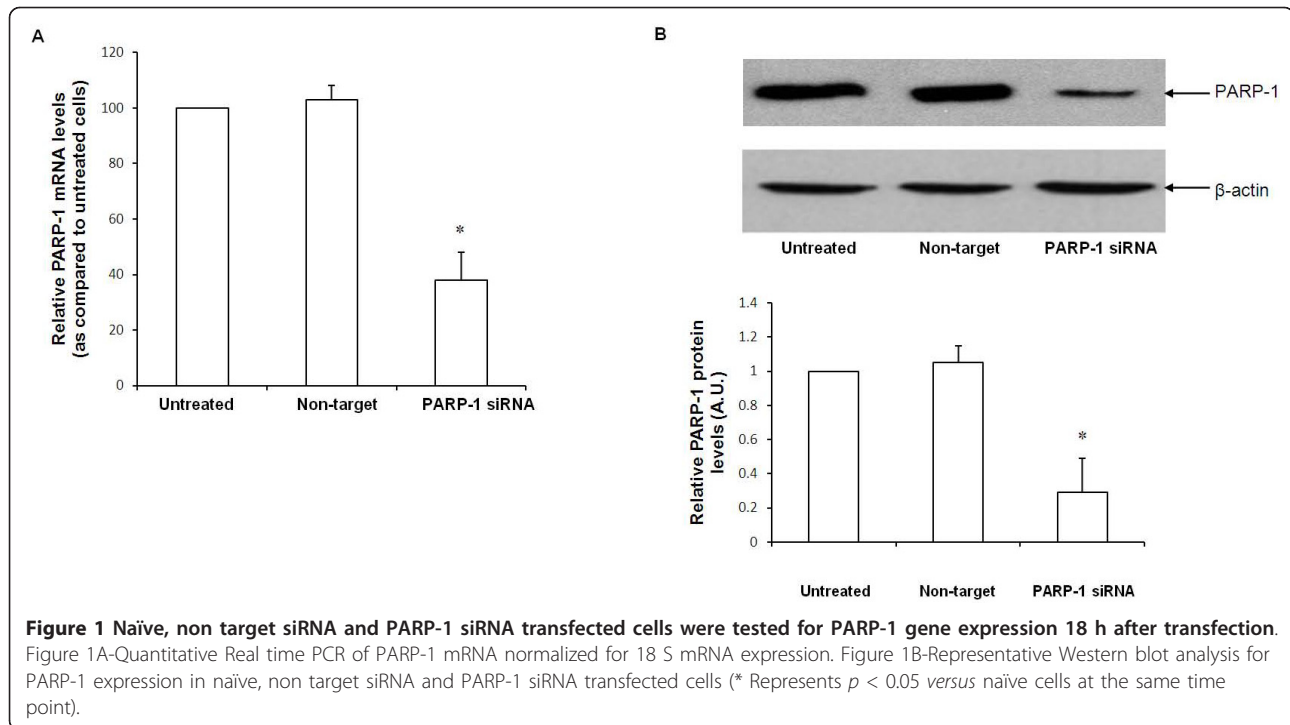 A
Relative PARP-1 mRNA levels
(as compared to untreated cells)
120
100
80
60
40
20
0
*
Untreated Non-target PARP-1 siRNA
B
PARP-1
β-actin
Untreated Non-target PARP-1 siRNA
Relative PARP-1 protein
levels (A.U.)
1.4
1.2
1
0.8
0.6
0.4
0.2
0
*
Untreated Non-target PARP-1 siRNA
Figure 1 Naïve, non target siRNA and PARP-1 siRNA transfected cells were tested for PARP-1 gene expression 18 h after transfection.
Figure 1A-Quantitative Real time PCR of PARP-1 mRNA normalized for 18 S mRNA expression. Figure 1B-Representative Western blot analysis for
PARP-1 expression in naïve, non target siRNA and PARP-1 siRNA transfected cells (* Represents p < 0.05 versus naïve cells at the same time
point).